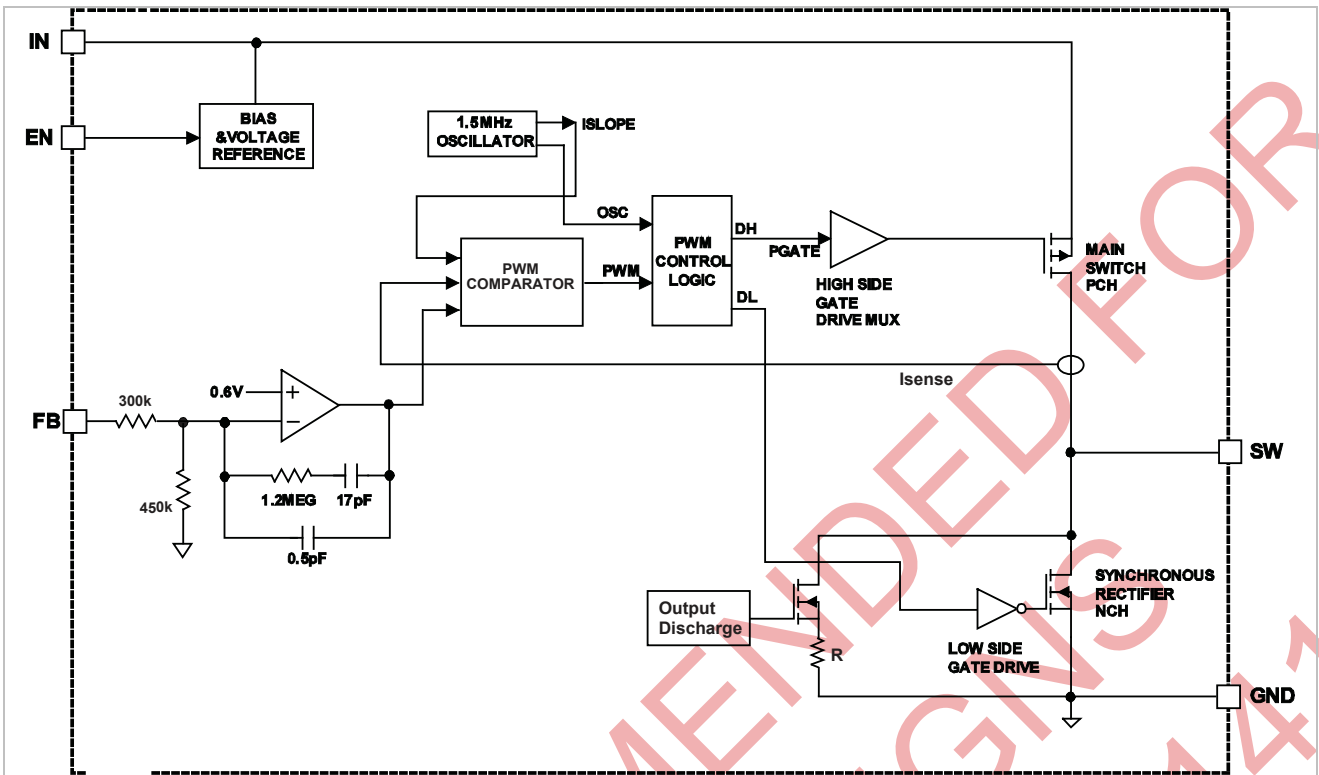 IN
BIAS
&VOLTAGE
REFERENCE
EN
1.5MHz
OSCILLATOR
ISLOPE
OSC
PWM
COMPARATOR
PWM
PWM
CONTROL
LOGIC
DH
DL
PGATE
HIGH SIDE
GATE
DRIVE MUX
MAIN
SWITCH
PCH
Isense
0.6V
+
−
300k
FB
450k
1.2MEG
17pF
0.5pF
SW
Output
Discharge
R
LOW SIDE
GATE DRIVE
SYNCHRONOUS
RECTIFIER
NCH
GND
MENDED FOR
GNS
141